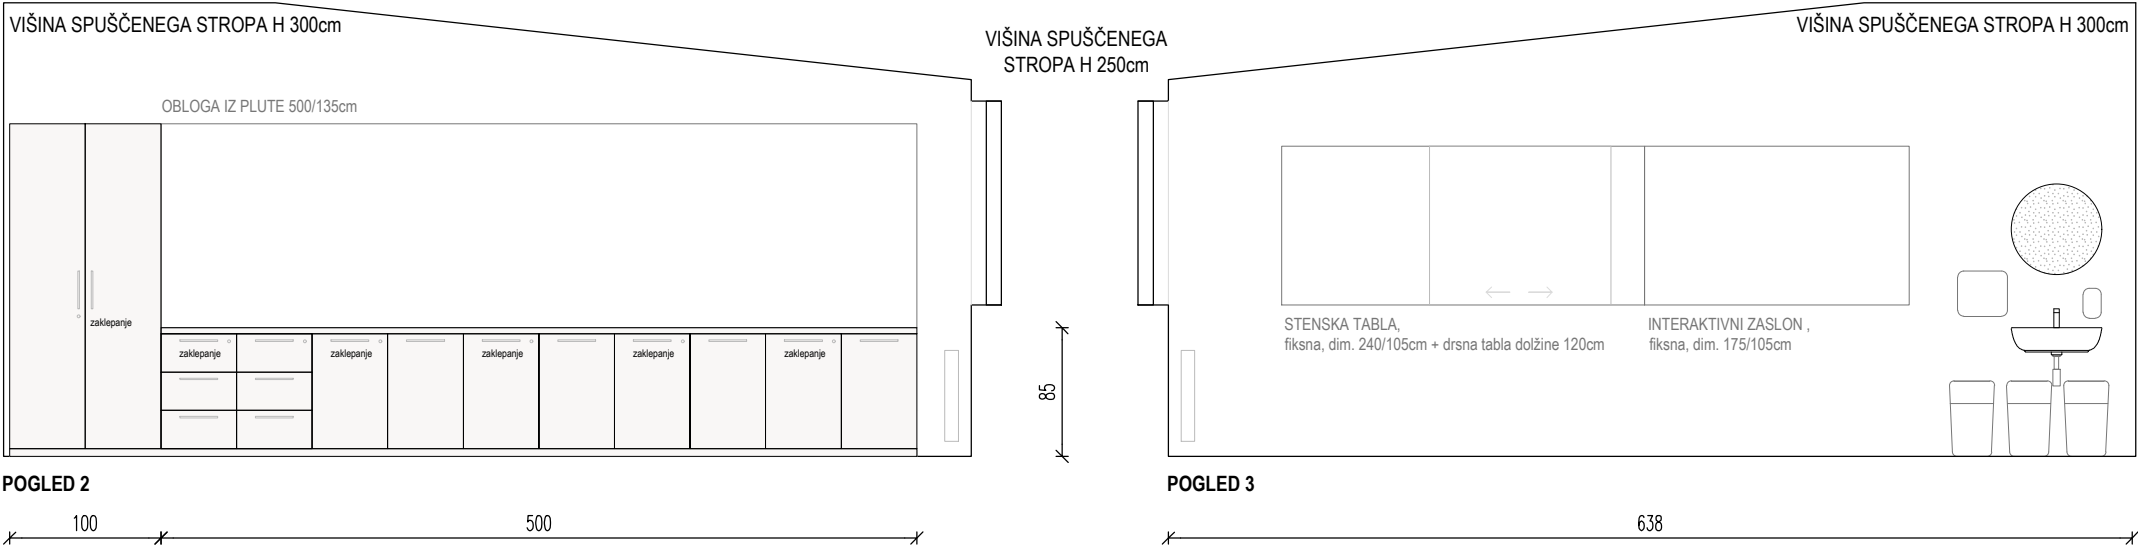 VIŠINA SPUŠČENEGA STROPA H 300cm
OBLOGA IZ PLUTE 500/135cm
zaklepanje
zaklepanje
zaklepanje
zaklepanje
zaklepanje
zaklepanje
POGLED 2
100
500
VIŠINA SPUŠČENEGA
STROPA H 250cm
85
VIŠINA SPUŠČENEGA STROPA H 300cm
STENSKA TABLA,
fiksna, dim. 240/105cm + drsna tabla dolžine 120cm
INTERAKTIVNI ZASLON ,
fiksna, dim. 175/105cm
POGLED 3
638